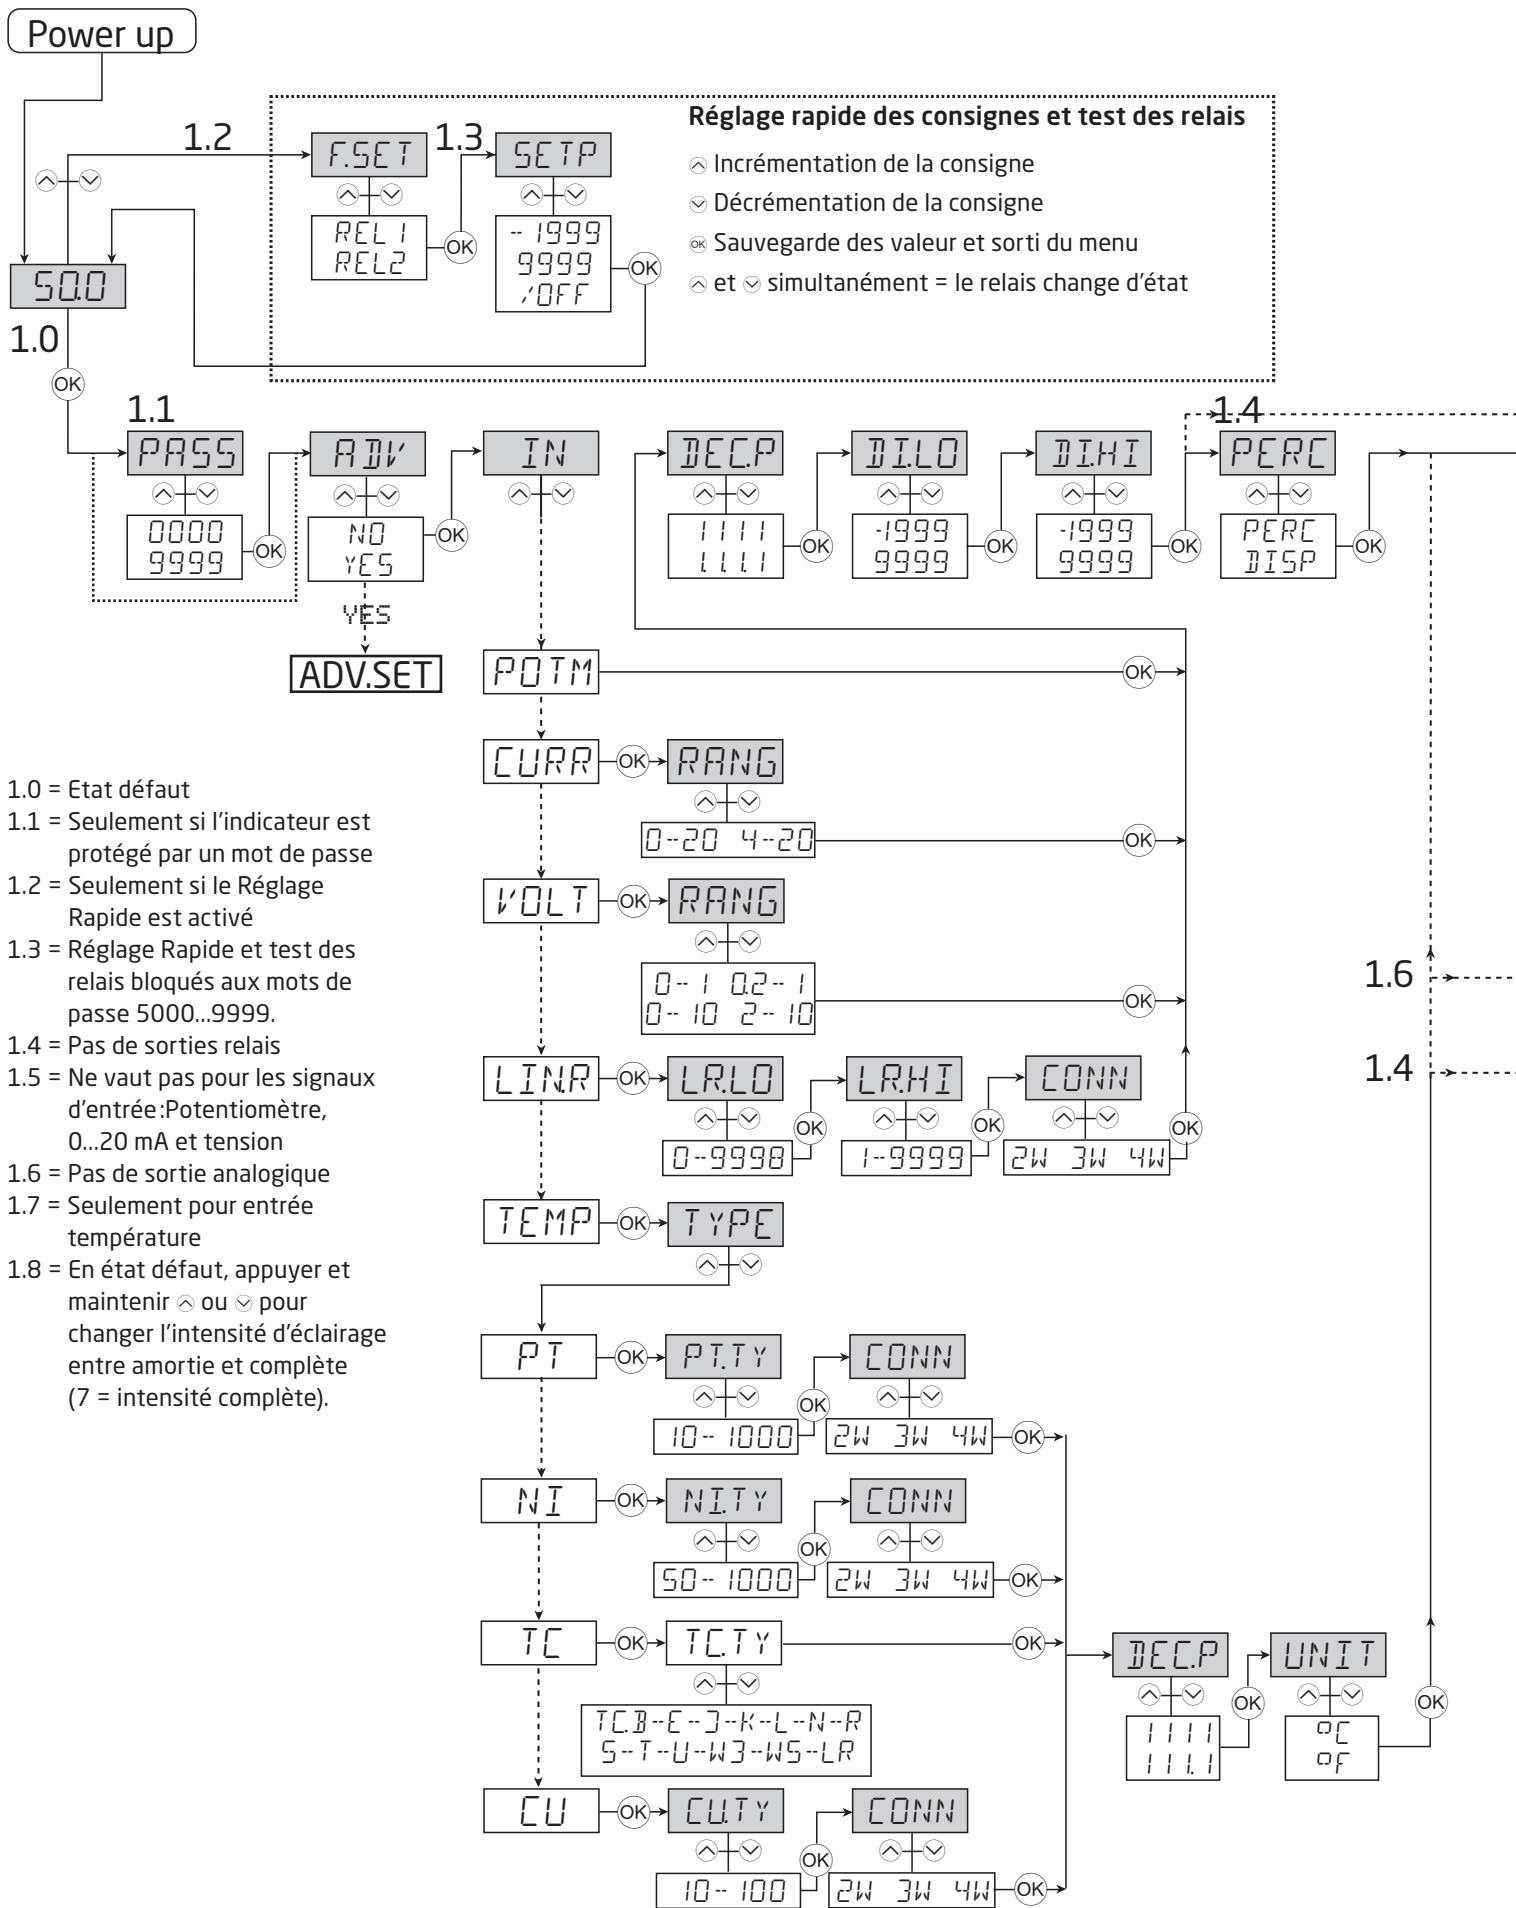 Power up
1.2
F.SET
1.3
SETP
Réglage rapide des consignes et test des relais
Incrémentation de la consigne
Décrémentation de la consigne
OK Sauvegarde des valeur et sorti du menu
et simultanément = le relais change d'état
REL1
REL2
OK
-1999
9999
/OFF
OK
50.0
1.0
OK
1.1
PASS
0000
9999
OK
ADV
NO
YES
OK
YES
ADV.SET
IN
DEC.P
1111
1.1.1.1
OK
DI.LO
-1999
9999
OK
DI.HI
-1999
9999
OK
1.4
PERC
PERC
DISP
OK
POTM
OK
CURR
OK
RANG
0-20 4-20
OK
VOLT
OK
RANG
0-1 0.2-1
0-10 2-10
OK
LIN.R
OK
LR.LO
0-9998
OK
LR.HI
1-9999
OK
CONN
2W 3W 4W
OK
TEMP
OK
TYPE
PT
OK
PT.TY
10-1000
OK
CONN
2W 3W 4W
OK
NI
OK
NI.TY
50-1000
OK
CONN
2W 3W 4W
OK
TC
OK
TC.TY
OK
TC.B-E-J-K-L-N-R
S-T-U-W3-W5-LR
CU
OK
CU.TY
10-100
OK
CONN
2W 3W 4W
OK
DEC.P
1111
111.1
OK
UNIT
°C
°F
OK
1.6
1.4
1.0 = Etat défaut
1.1 = Seulement si l'indicateur est
protégé par un mot de passe
1.2 = Seulement si le Réglage
Rapide est activé
1.3 = Réglage Rapide et test des
relais bloqués aux mots de
passe 5000...9999.
1.4 = Pas de sorties relais
1.5 = Ne vaut pas pour les signaux
d'entrée:Potentiomètre,
0...20 mA et tension
1.6 = Pas de sortie analogique
1.7 = Seulement pour entrée
température
1.8 = En état défaut, appuyer et
maintenir ou pour
changer l'intensité d'éclairage
entre amortie et complète
(7 = intensité complète).